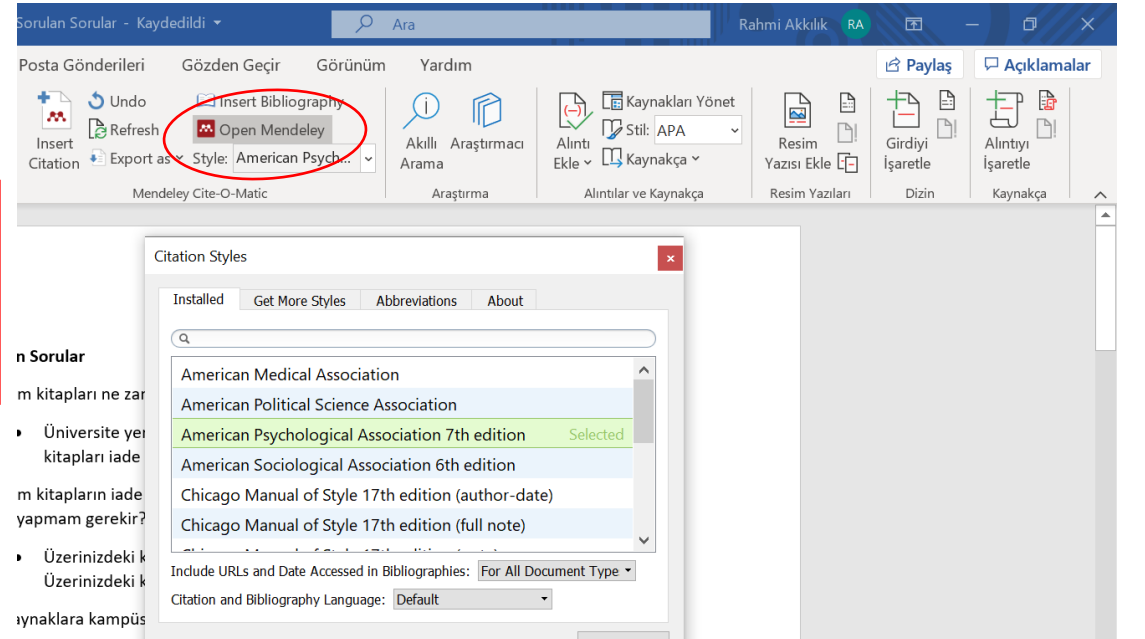 Sorulan Sorular - Kaydedildi
Ara
Rahmi Akkılık
RA
Posta Gönderileri
Gözden Geçir
Görünüm
Yardım
Paylaş
Açıklamalar
Insert
Citation
Undo
Refresh
Export as
Insert Bibliography
Open Mendeley
Style: American Psych...
Mendeley Cite-O-Matic
Akıllı
Arama
Araştırmacı
Araştırma
Alıntı
Ekle
Kaynakları Yönet
Stil: APA
Kaynakça
Alıntılar ve Kaynakça
Resim
Yazısı Ekle
Resim Yazıları
Girdiyi
İşaretle
Dizin
Alıntıyı
İşaretle
Kaynakça
Citation Styles
Installed
Get More Styles
Abbreviations
About
American Medical Association
American Political Science Association
American Psychological Association 7th edition Selected
American Sociological Association 6th edition
Chicago Manual of Style 17th edition (author-date)
Chicago Manual of Style 17th edition (full note)
Include URLs and Date Accessed in Bibliographies: For All Document Type
Citation and Bibliography Language: Default
n Sorular
m kitapları ne zar
Üniversite yer
kitapları iade
m kitapların iade
yapmam gerekir?
Üzerinizdeki k
Üzerinizdeki k
aynaklara kampüs